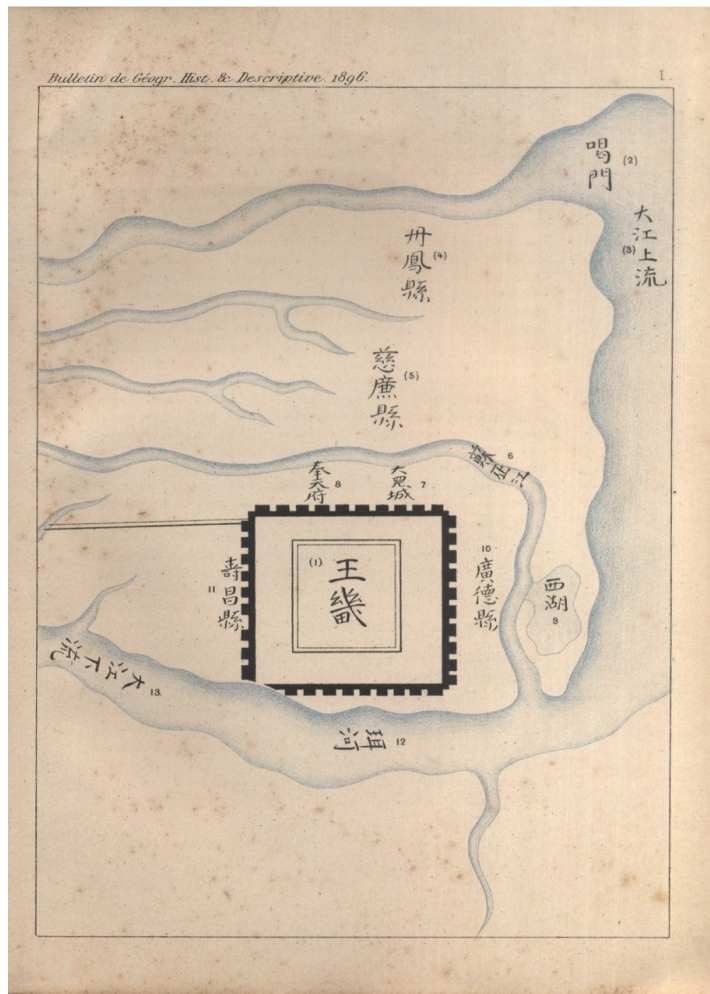 Bulletin de Géogr. Hist. & Descriptive. 1896.
I.
喝門 (2)
大江上流 (3)
丹鳳縣 (4)
慈廉縣 (5)
蘇 江 6
大 城 7
奉天府 8
王畿 (1)
西湖 9
廣德縣 10
壽昌縣 11
珥河 12
大江下流 13